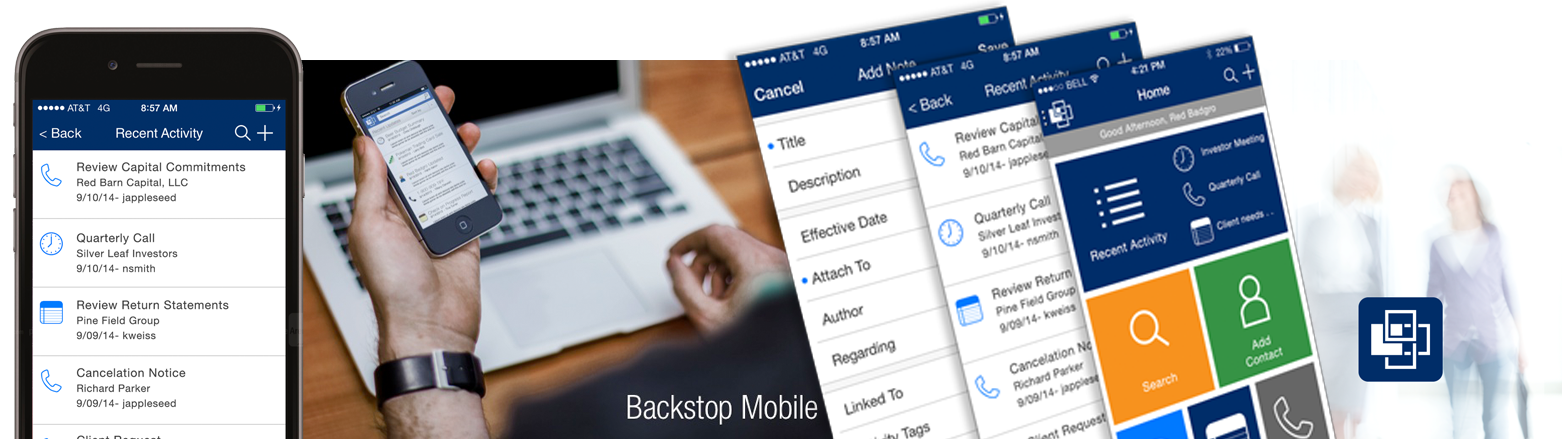 ●●●●● AT&T 4G 8:57 AM
< Back Recent Activity
Review Capital Commitments
Red Barn Capital, LLC
9/10/14- jappleseed
Quarterly Call
Silver Leaf Investors
9/10/14- nsmith
Review Return Statements
Pine Field Group
9/09/14- kweiss
Cancelation Notice
Richard Parker
9/09/14- jappleseed
Client Request
Backstop Mobile
●●●●● AT&T 4G 8:57 AM
Cancel Add Note Save
Title
Description
Effective Date
Attach To
Author
Regarding
Linked To
●●●●● AT&T 4G 8:57 AM
< Back Recent Activity
Review Capital
Red Barn Capital
9/10/14- japplese
Quarterly Call
Silver Leaf Invest
9/10/14- nsmith
Review Return
Pine Field Group
9/09/14- kweiss
Cancelation No
Richard Parker
9/09/14- japplese
Client Request
●●●○○ BELL 4:21 PM 22%
Home
Good Afternoon, Red Badgro
Investor Meeting
Quarterly Call
Client needs . .
Recent Activity
Search
Add
Contact